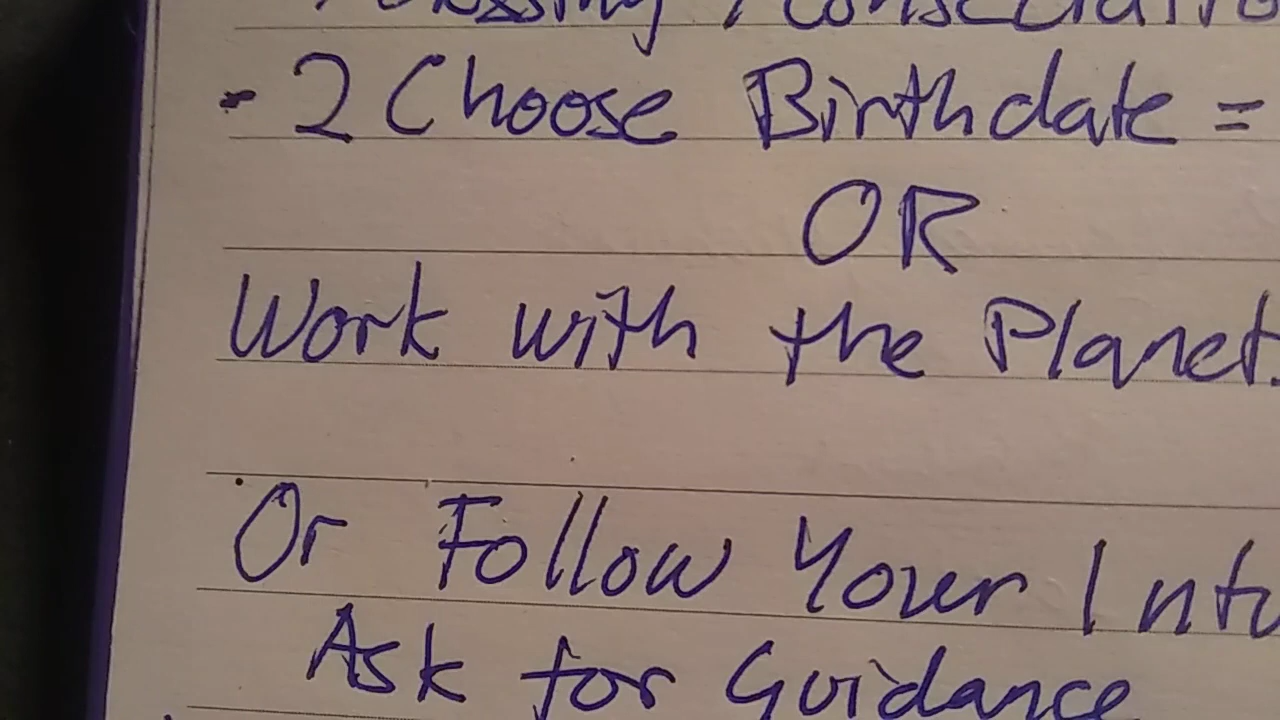 - 2 Choose Birthdate =
OR
Work with the Planet.
Or Follow Your Intu
Ask for Guidance